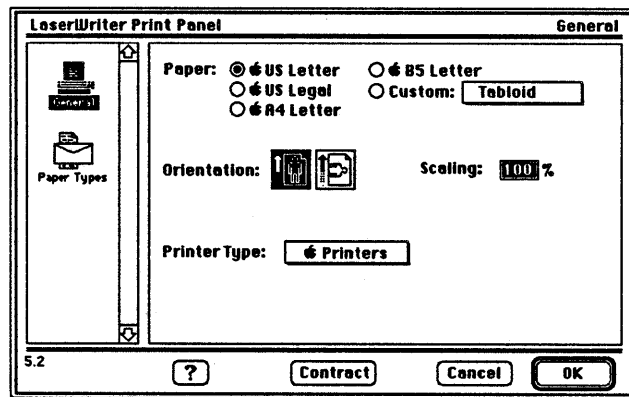 LaserWriter Print Panel General
General
Paper Types
Paper: US Letter B5 Letter
US Legal Custom: Tabloid
A4 Letter
Orientation: Scaling: 100 %
Printer Type: Printers
5.2 ? Contract Cancel OK